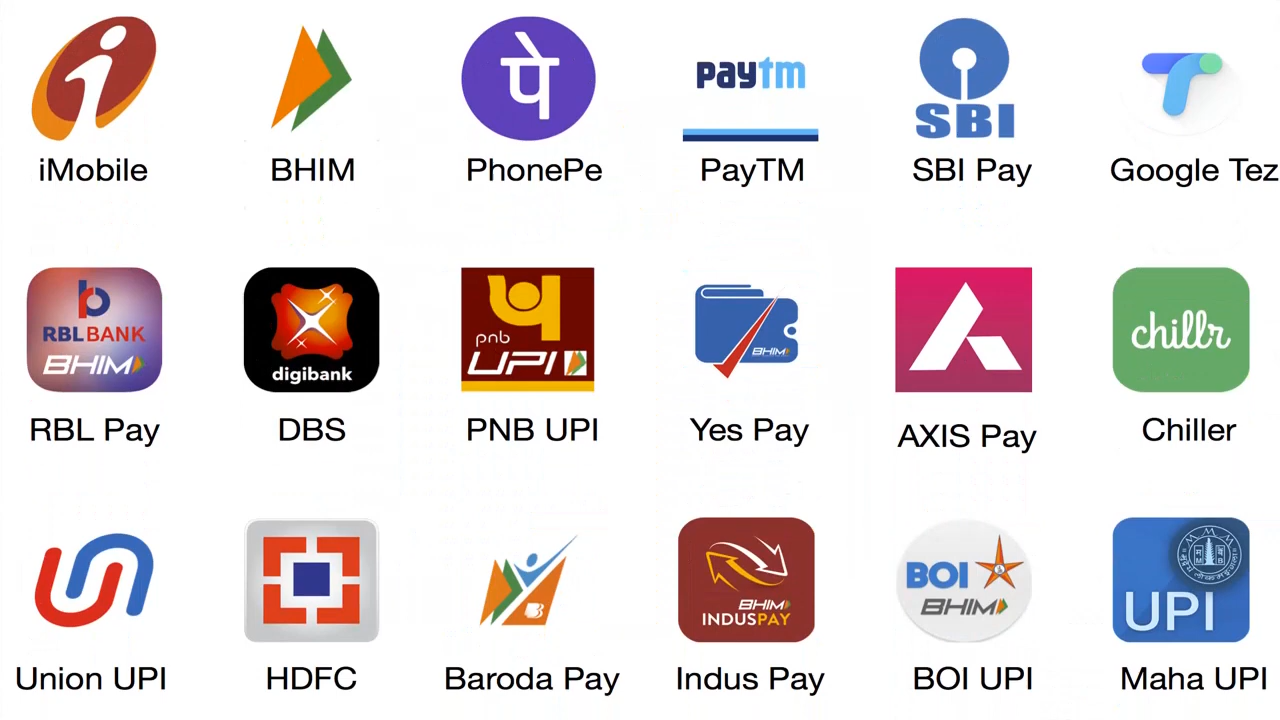 i
पे
paytm
SBI
iMobile
BHIM
PhonePe
PayTM
SBI Pay
Google Tez
RBL BANK
BHIM
digibank
pnb
UPI
BHIM
chillr
RBL Pay
DBS
PNB UPI
Yes Pay
AXIS Pay
Chiller
B
BHIM
INDUSPAY
BOI
BHIM
UPI
Union UPI
HDFC
Baroda Pay
Indus Pay
BOI UPI
Maha UPI